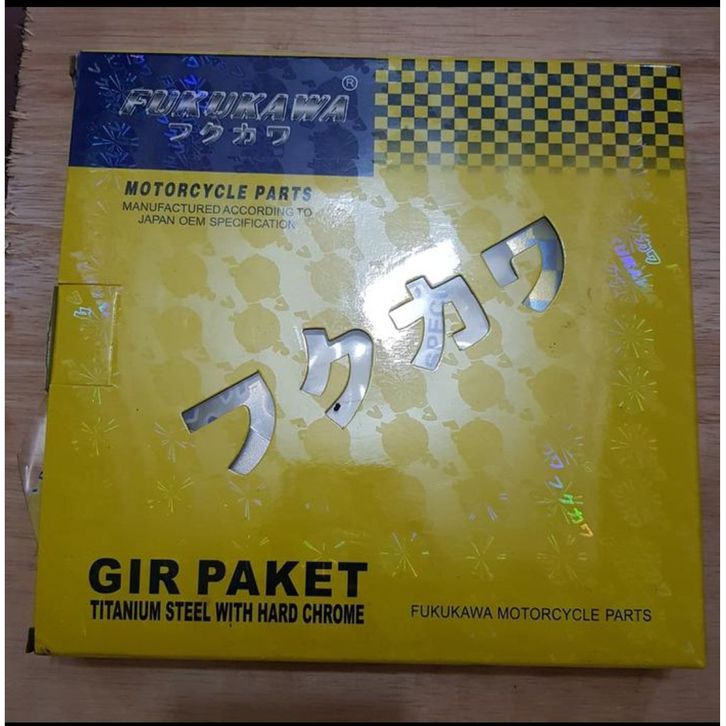 FUKUKAWA®
フクカワ
MOTORCYCLE PARTS
MANUFACTURED ACCORDING TO
JAPAN OEM SPECIFICATION
フクカワ
SPECI
GIR PAKET
TITANIUM STEEL WITH HARD CHROME
FUKUKAWA MOTORCYCLE PARTS